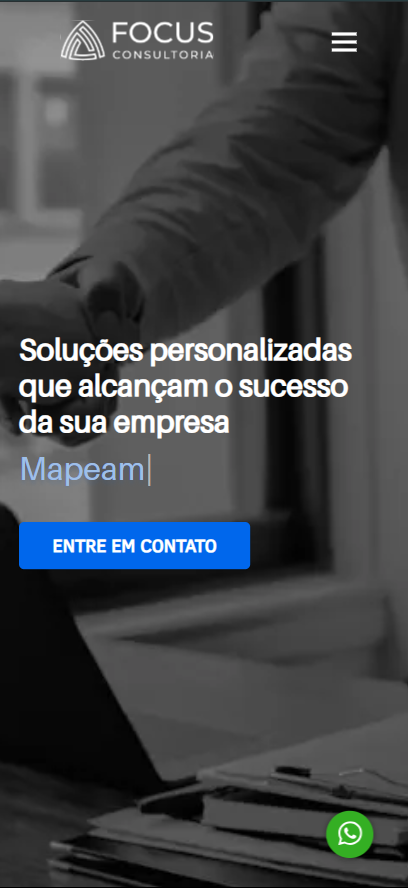 FOCUS
CONSULTORIA
Soluções personalizadas
que alcançam o sucesso
da sua empresa
Mapeam|
ENTRE EM CONTATO